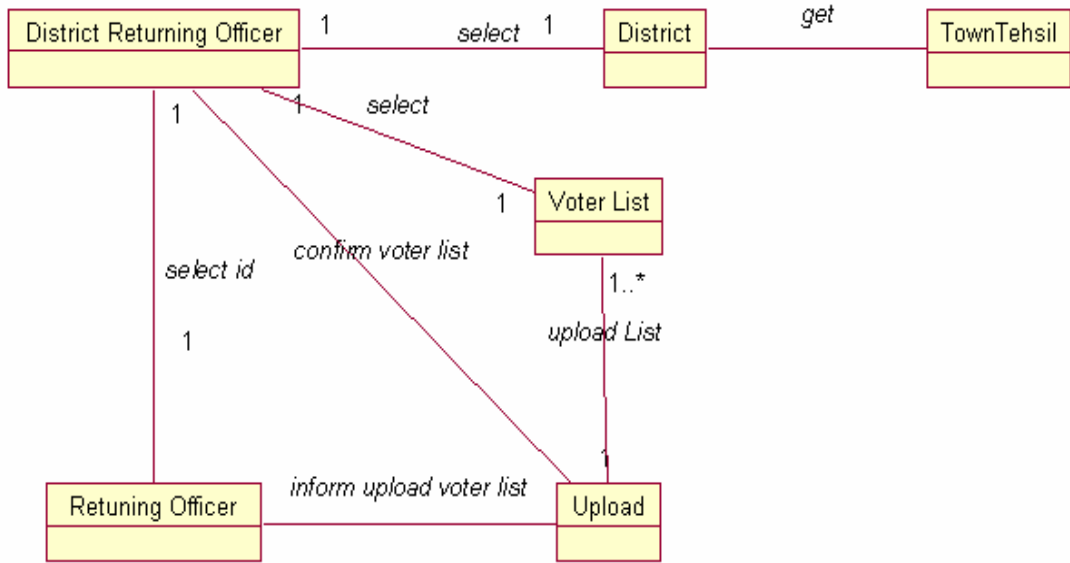 District Returning Officer
1
select
1
District
get
TownTehsil
1
1
select
1
Voter List
select id
confirm voter list
1..*
upload List
1
1
Retuning Officer
inform upload voter list
Upload